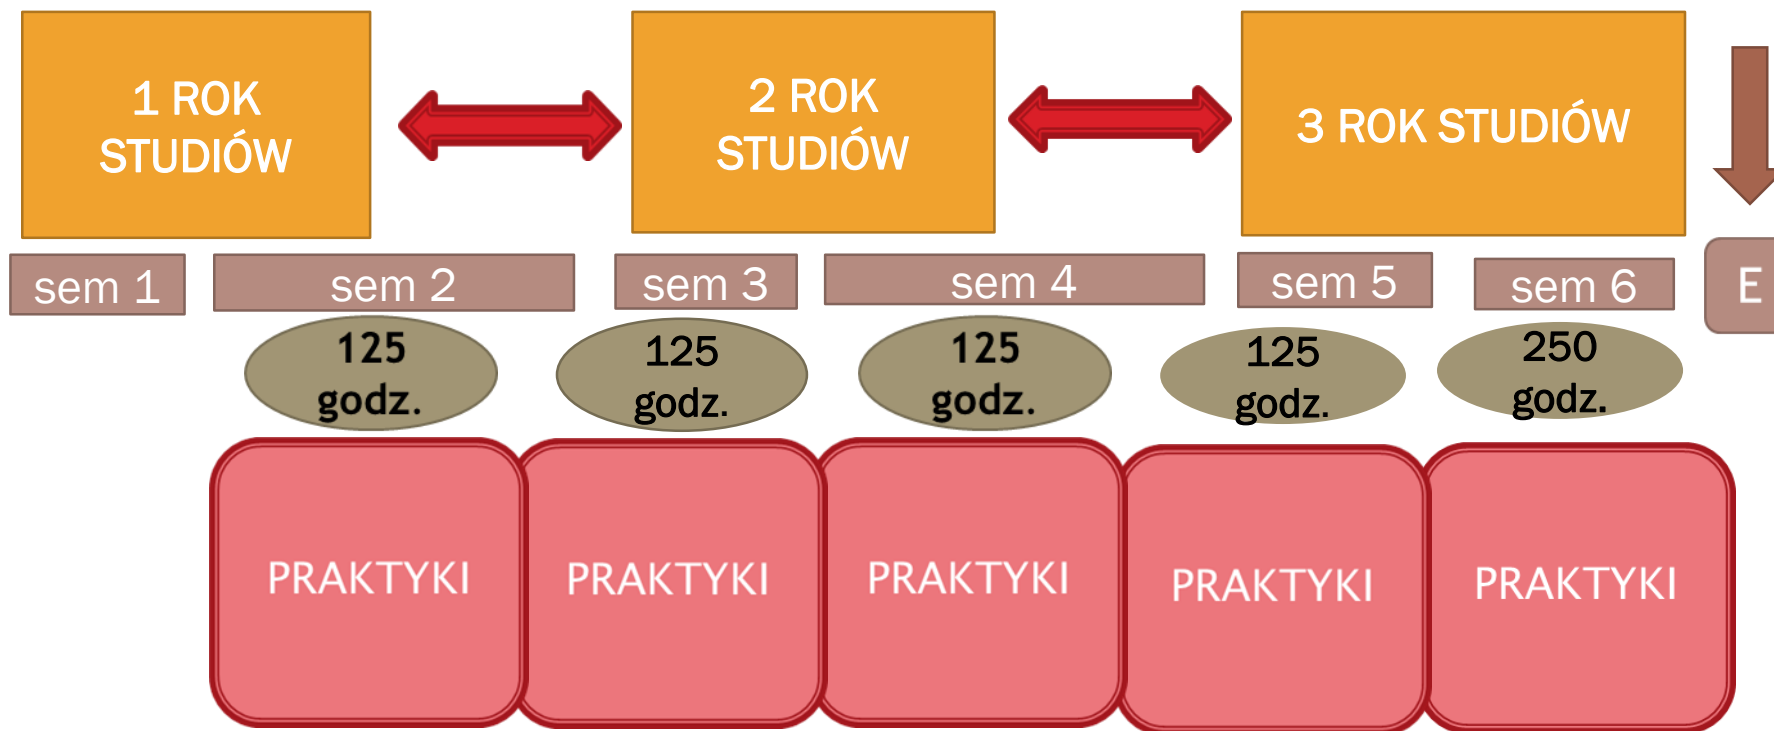 1 ROK
STUDIÓW
2 ROK
STUDIÓW
3 ROK STUDIÓW
sem 1
sem 2
sem 3
sem 4
sem 5
sem 6
E
125
godz.
125
godz.
125
godz.
125
godz.
250
godz.
PRAKTYKI
PRAKTYKI
PRAKTYKI
PRAKTYKI
PRAKTYKI